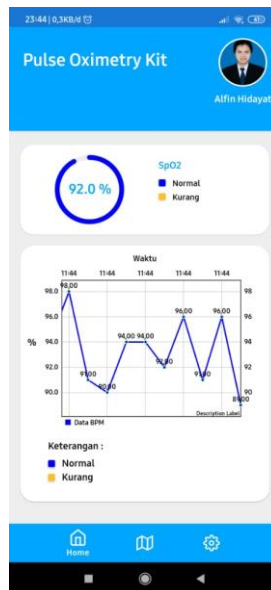 23:44 | 0,3KB/d
Pulse Oximetry Kit
Alfin Hidayat
SpO2
92.0 %
Normal
Kurang
Waktu
11:44 11:44 11:44 11:44 11:44
98.0 98,00 98
96.0 96,00 96,00 96
% 94.0 94,00 94,00 94
92.0 92,00 92
91,00 91,00
90.0 90,00 90
89,00
Description Label
Data BPM
Keterangan :
Normal
Kurang
Home